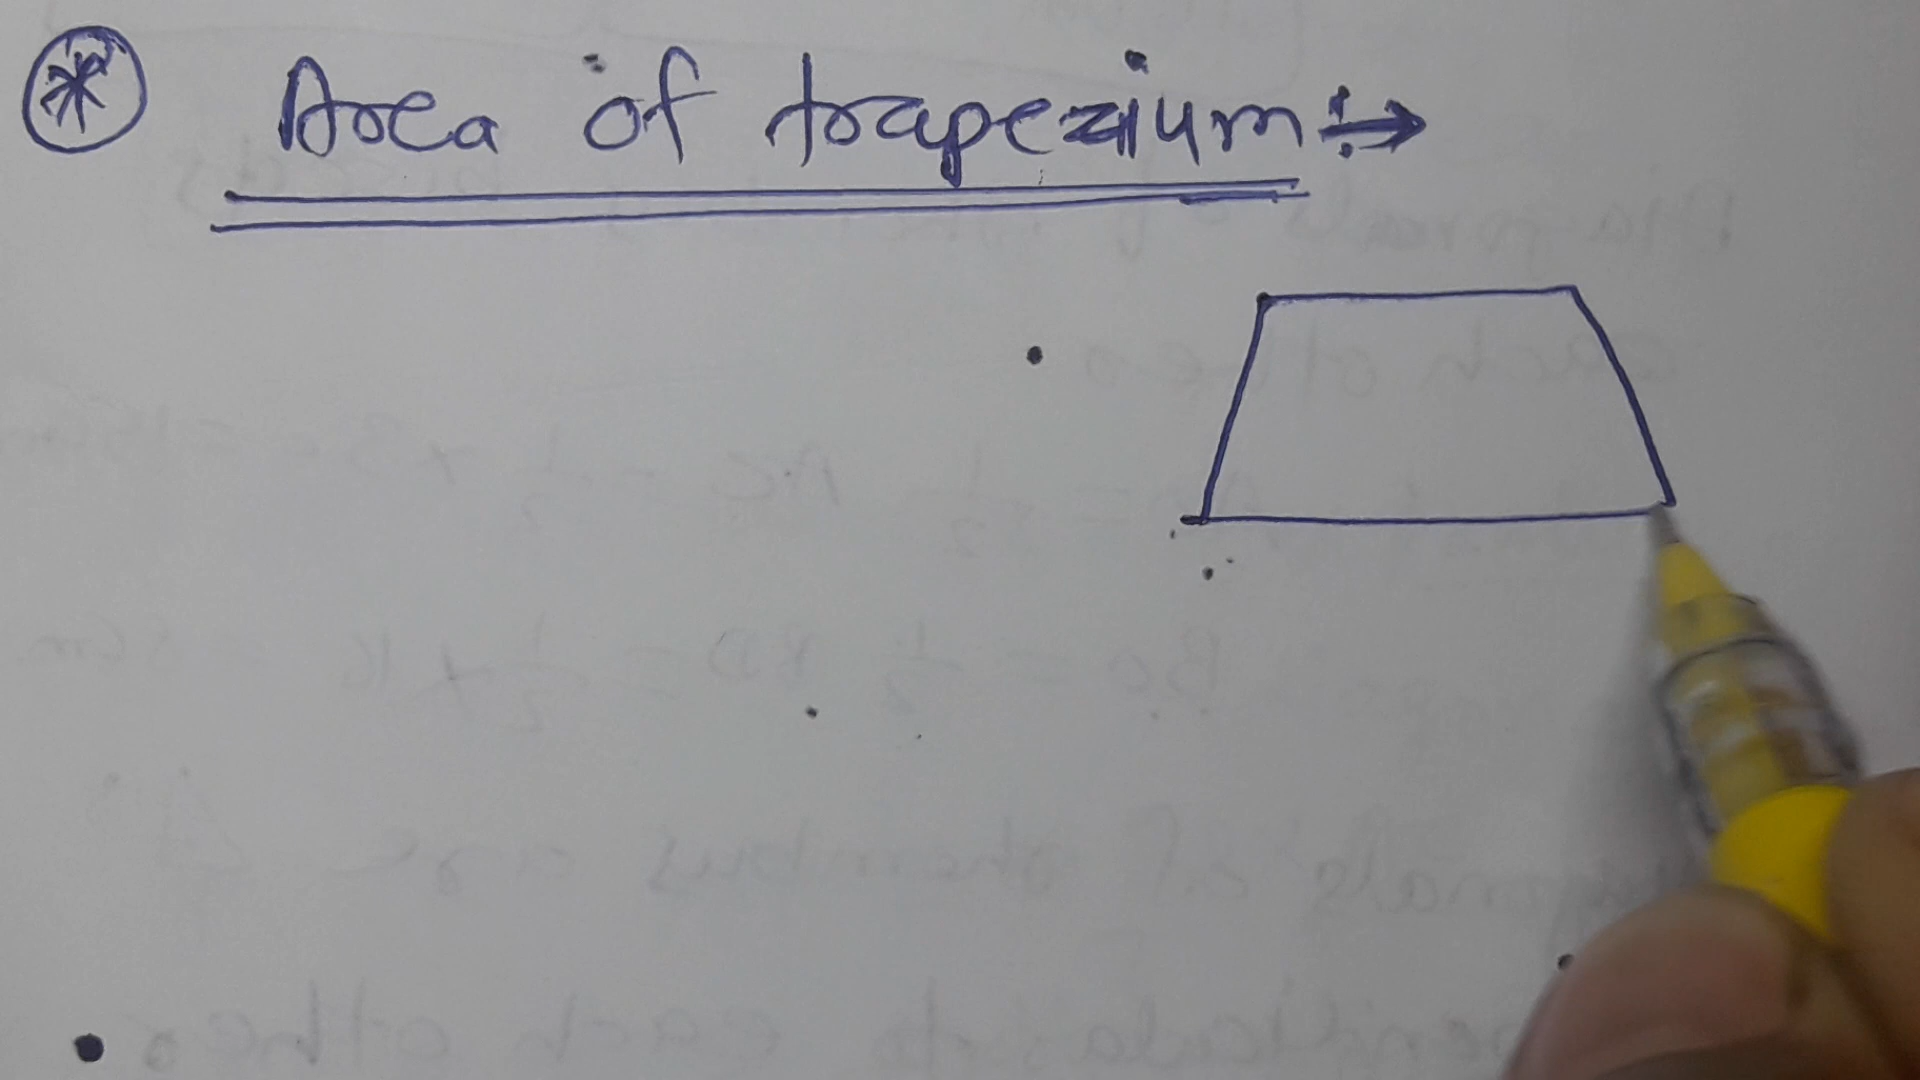 * Area of trapezium :→